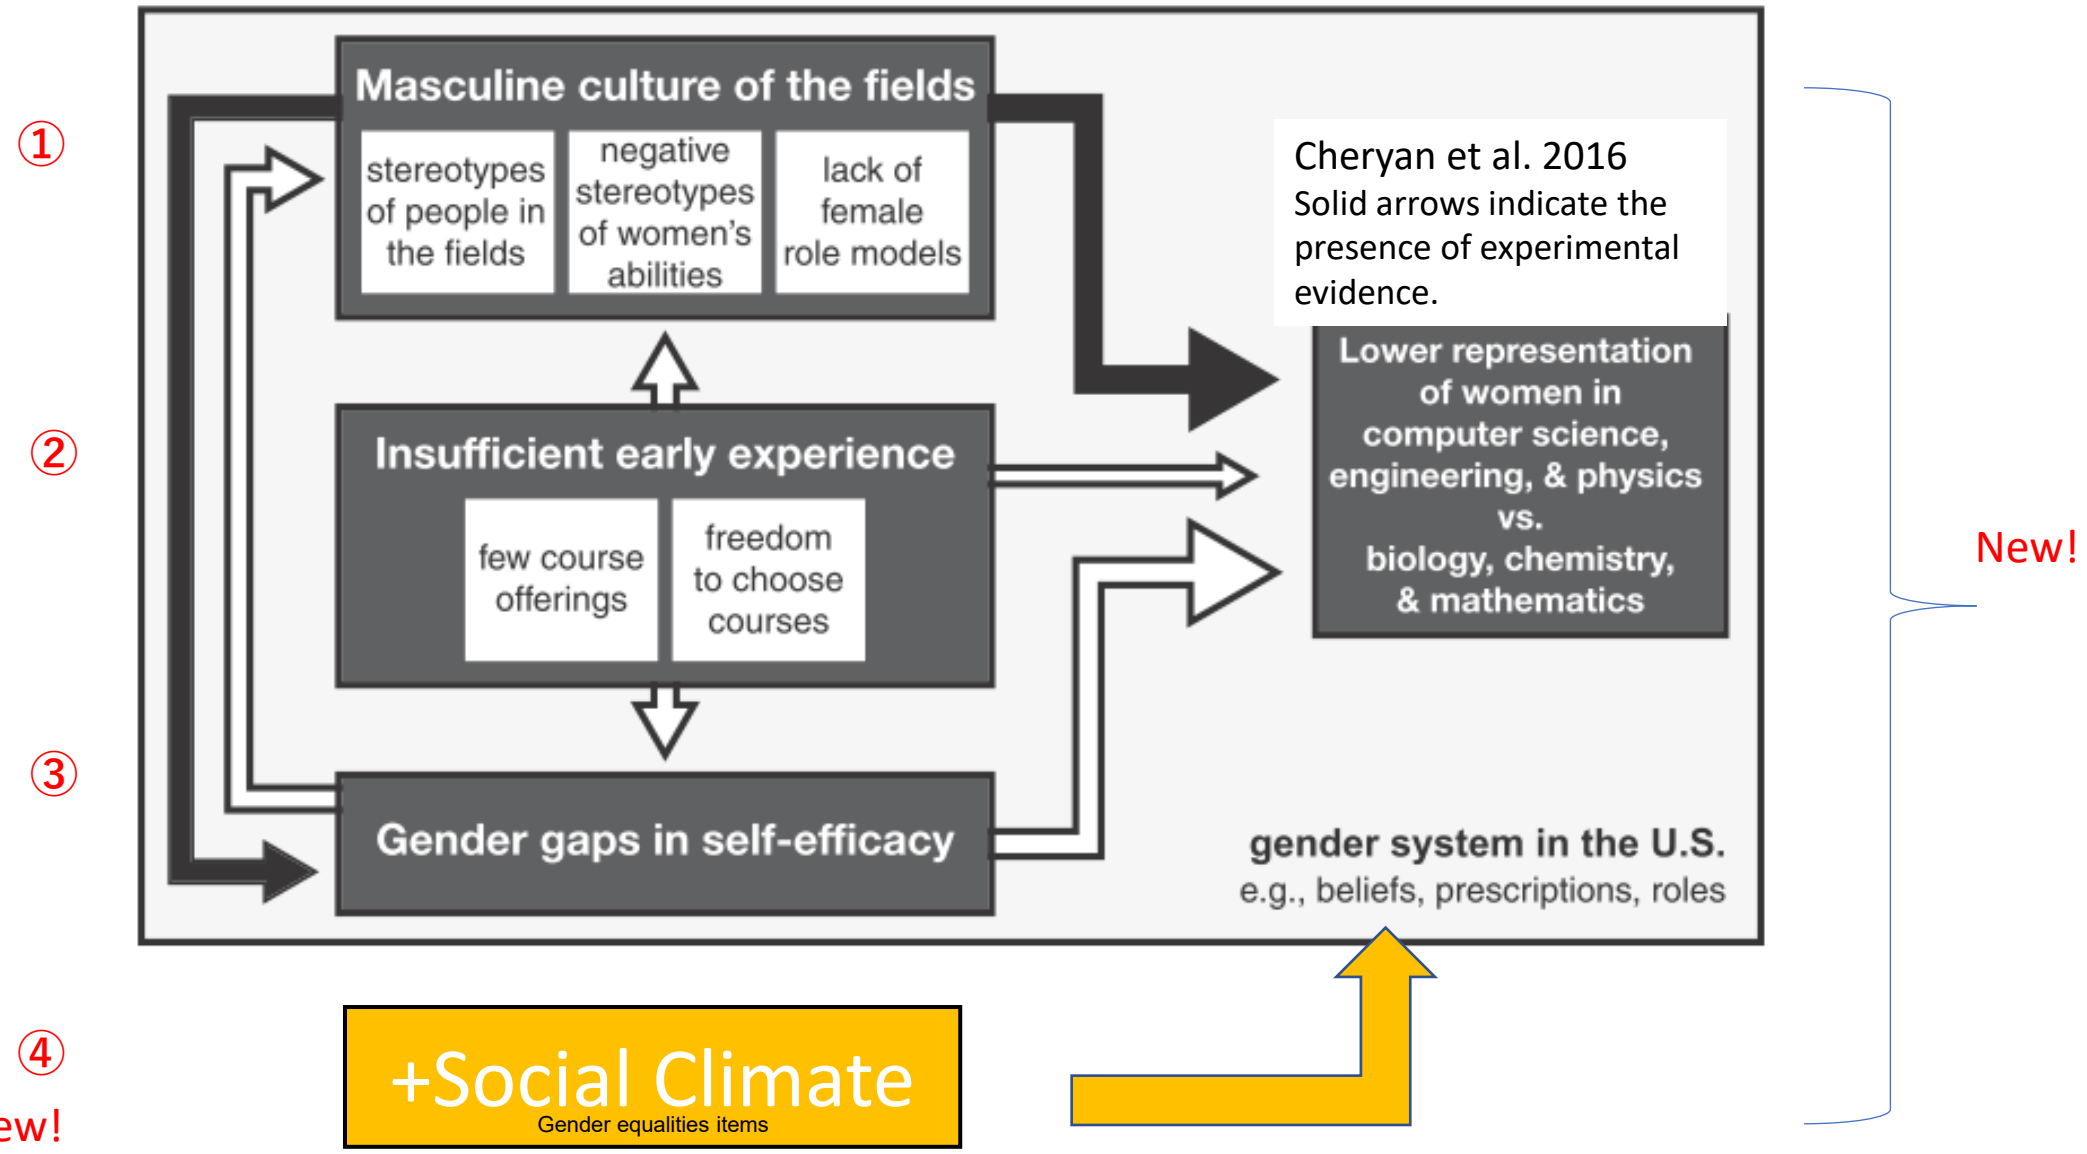 ①
Masculine culture of the fields
stereotypes
of people in
the fields
negative
stereotypes
of women's
abilities
lack of
female
role models
Cheryan et al. 2016
Solid arrows indicate the
presence of experimental
evidence.
Lower representation
of women in
computer science,
engineering, & physics
vs.
biology, chemistry,
& mathematics
②
Insufficient early experience
few course
offerings
freedom
to choose
courses
New!
③
Gender gaps in self-efficacy
gender system in the U.S.
e.g., beliefs, prescriptions, roles
④
ew!
+Social Climate
Gender equalities items